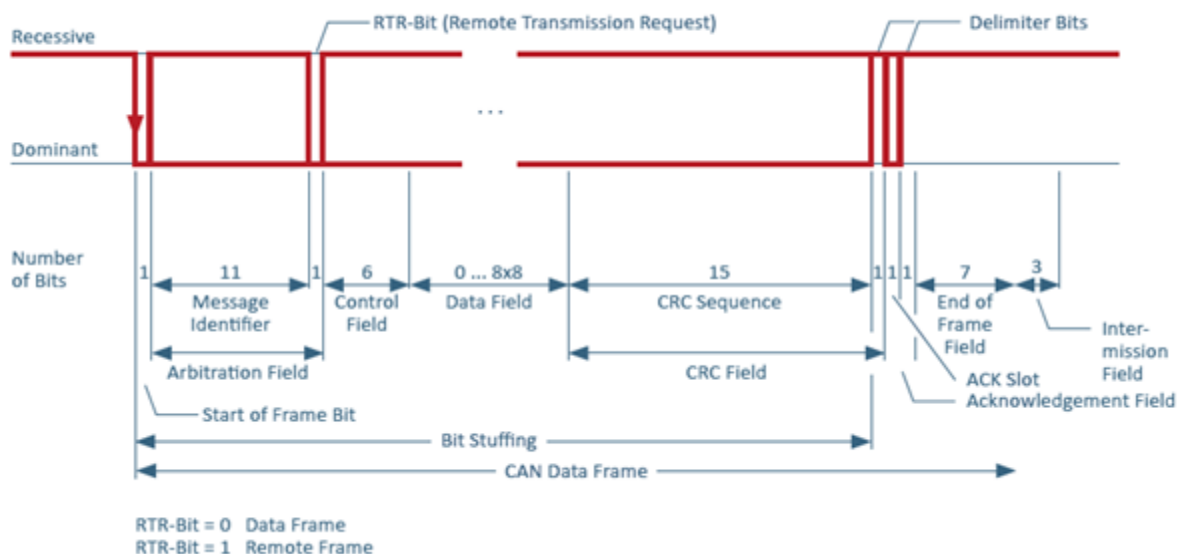 RTR-Bit (Remote Transmission Request)
Delimiter Bits
Recessive
...
Dominant
Number
of Bits
1
11
1
6
0 ... 8x8
15
1
1
1
7
3
Message
Identifier
Control
Field
Data Field
CRC Sequence
End of
Frame
Field
Inter-
mission
Field
Arbitration Field
CRC Field
ACK Slot
Acknowledgement Field
Start of Frame Bit
Bit Stuffing
CAN Data Frame
RTR-Bit = 0 Data Frame
RTR-Bit = 1 Remote Frame